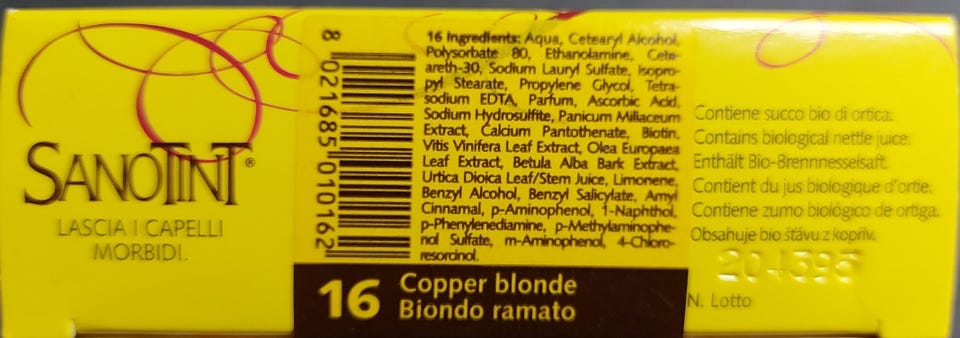 SANOTINT®
LASCIA I CAPELLI
MORBIDI.
8 021685 010162
16 Ingredients: Aqua, Cetearyl Alcohol,
Polysorbate 80, Ethanolamine, Cete-
areth-30, Sodium Lauryl Sulfate, Isopro-
pyl Stearate, Propylene Glycol, Tetra-
sodium EDTA, Parfum, Ascorbic Acid,
Sodium Hydrosulfite, Panicum Miliaceum
Extract, Calcium Pantothenate, Biotin,
Vitis Vinifera Leaf Extract, Olea Europaea
Leaf Extract, Betula Alba Bark Extract,
Urtica Dioica Leaf/Stem Juice, Limonene,
Benzyl Alcohol, Benzyl Salicylate, Amyl
Cinnamal, p-Aminophenol, 1-Naphthol,
p-Phenylenediamine, p-Methylaminophe-
nol Sulfate, m-Aminophenol, 4-Chloro-
resorcinol.
16 Copper blonde
Biondo ramato
Contiene succo bio di ortica.
Contains biological nettle juice.
Enthält Bio-Brennnesselsaft.
Contient du jus biologique d'ortie.
Contiene zumo biológico de ortiga.
Obsahuje bio šťávu z kopřiv.
204395
N. Lotto